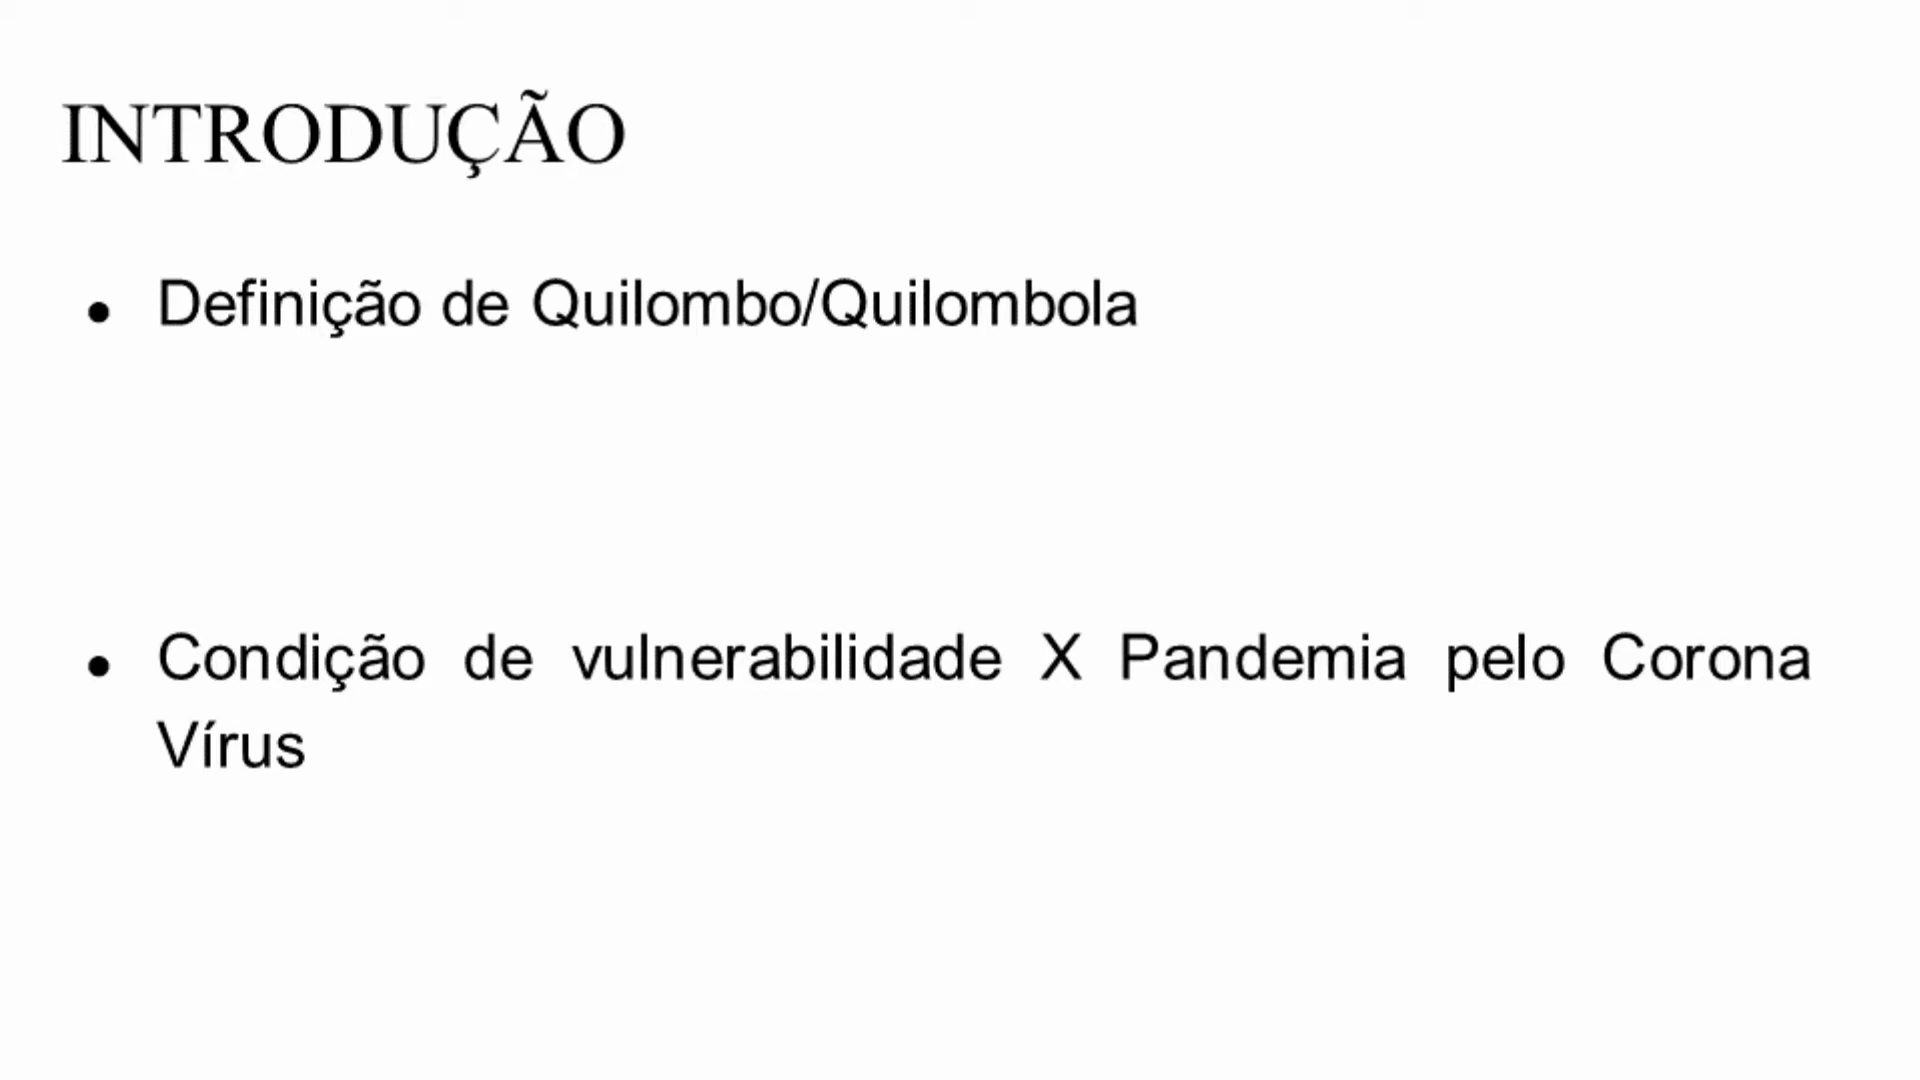 INTRODUÇÃO
● Definição de Quilombo/Quilombola
● Condição de vulnerabilidade X Pandemia pelo Corona
Vírus